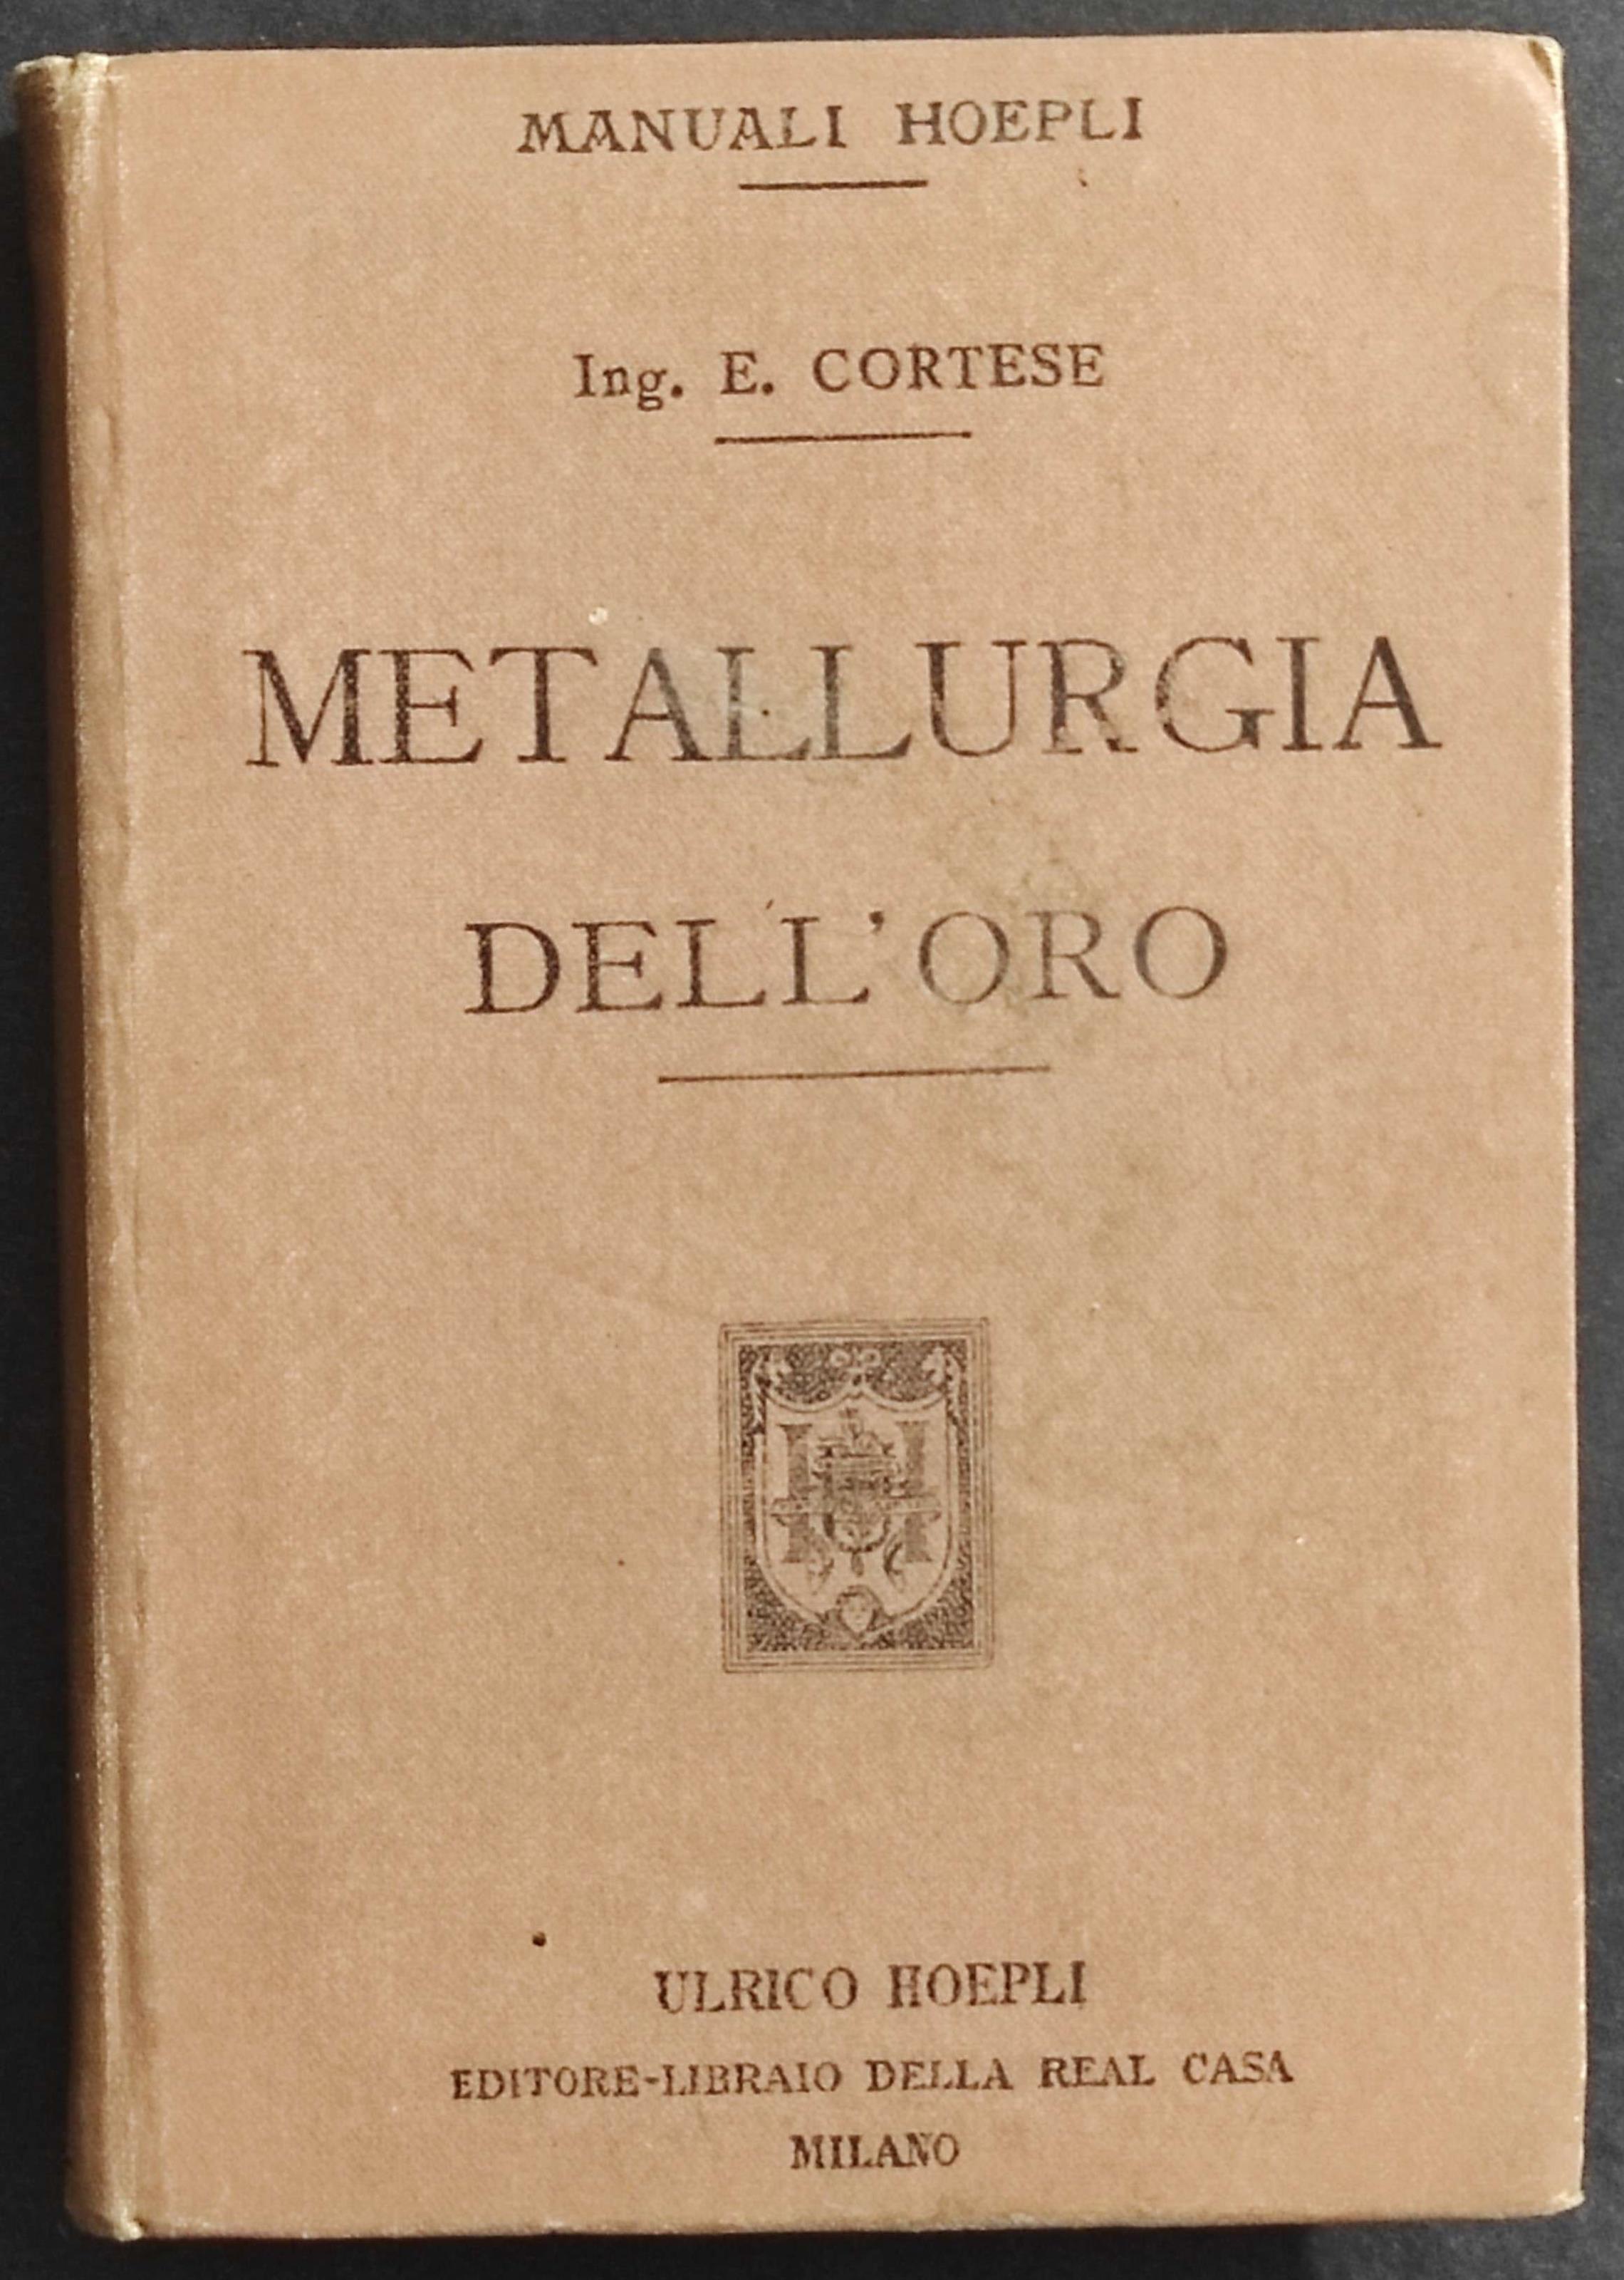 MANUALI HOEPLI
Ing. E. CORTESE
METALLURGIA
DELL'ORO
H
ULRICO HOEPLI
EDITORE-LIBRAIO DELLA REAL CASA
MILANO